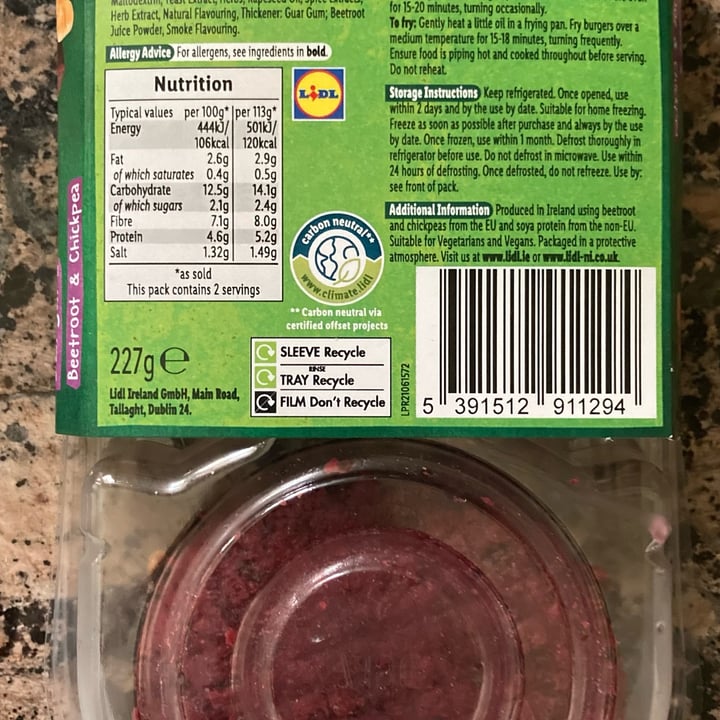 Maltodextrin, Yeast Extract, Herbs, Rapeseed Oil, Spice Extracts,
Herb Extract, Natural Flavouring, Thickener: Guar Gum; Beetroot
Juice Powder, Smoke Flavouring.
Allergy Advice For allergens, see ingredients in bold.
Nutrition
Typical values per 100g* per 113g*
Energy 444kJ/ 501kJ/
106kcal 120kcal
Fat 2.6g 2.9g
of which saturates 0.4g 0.5g
Carbohydrate 12.5g 14.1g
of which sugars 2.1g 2.4g
Fibre 7.1g 8.0g
Protein 4.6g 5.2g
Salt 1.32g 1.49g
*as sold
This pack contains 2 servings
LIDL
carbon neutral**
www.climate.lidl
** Carbon neutral via
certified offset projects
227g e
Lidl Ireland GmbH, Main Road,
Tallaght, Dublin 24.
SLEEVE Recycle
RINSE
TRAY Recycle
FILM Don't Recycle
for 15-20 minutes, turning occasionally.
To fry: Gently heat a little oil in a frying pan. Fry burgers over a
medium temperature for 15-18 minutes, turning frequently.
Ensure food is piping hot and cooked throughout before serving.
Do not reheat.
Storage Instructions Keep refrigerated. Once opened, use
within 2 days and by the use by date. Suitable for home freezing.
Freeze as soon as possible after purchase and always by the use
by date. Once frozen, use within 1 month. Defrost thoroughly in
refrigerator before use. Do not defrost in microwave. Use within
24 hours of defrosting. Once defrosted, do not refreeze. Use by:
see front of pack.
Additional Information Produced in Ireland using beetroot
and chickpeas from the EU and soya protein from the non-EU.
Suitable for Vegetarians and Vegans. Packaged in a protective
atmosphere. Visit us at www.lidl.ie or www.lidl-ni.co.uk.
LPR21061572
5 391512 911294
Beetroot & Chickpea